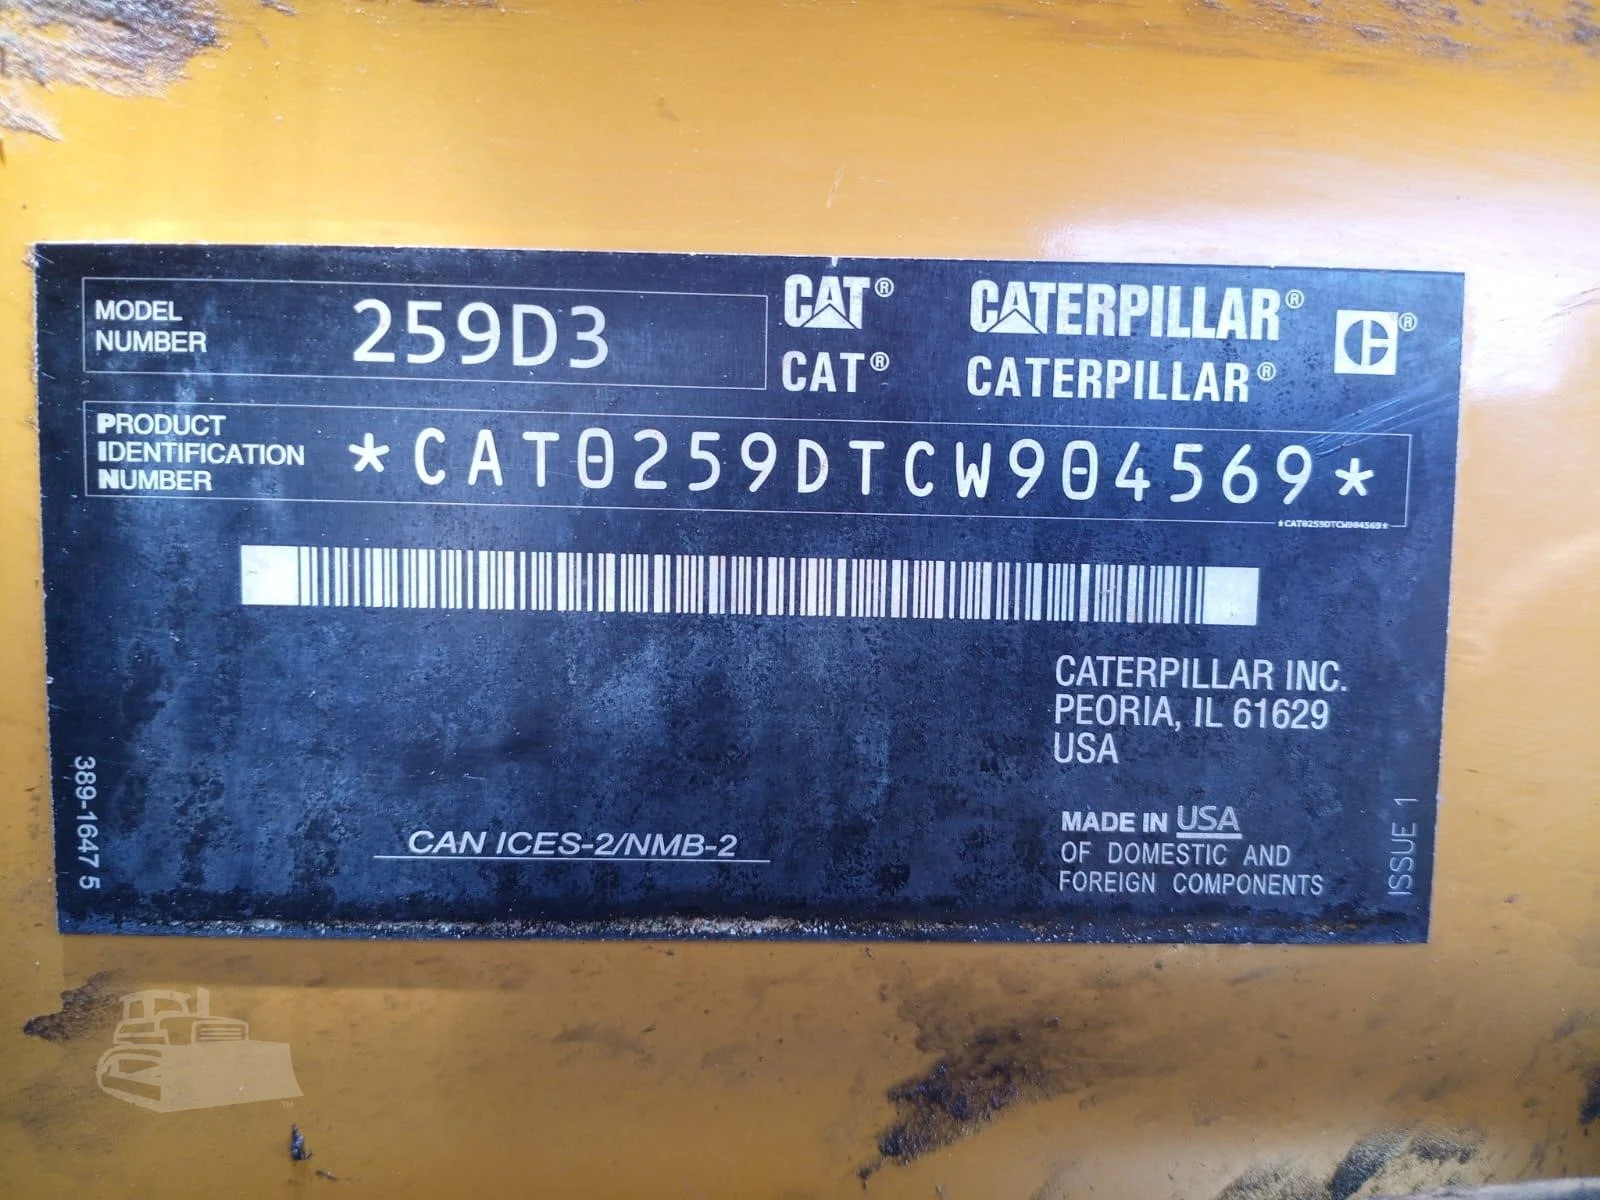 MODEL NUMBER 259D3
CAT® CATERPILLAR®
CAT® CATERPILLAR®
PRODUCT IDENTIFICATION NUMBER *CAT0259DTCW904569*
*CAT0259DTCW904569*
CATERPILLAR INC.
PEORIA, IL 61629
USA
389-1647 5
CAN ICES-2/NMB-2
MADE IN USA
OF DOMESTIC AND
FOREIGN COMPONENTS
ISSUE 1
TM